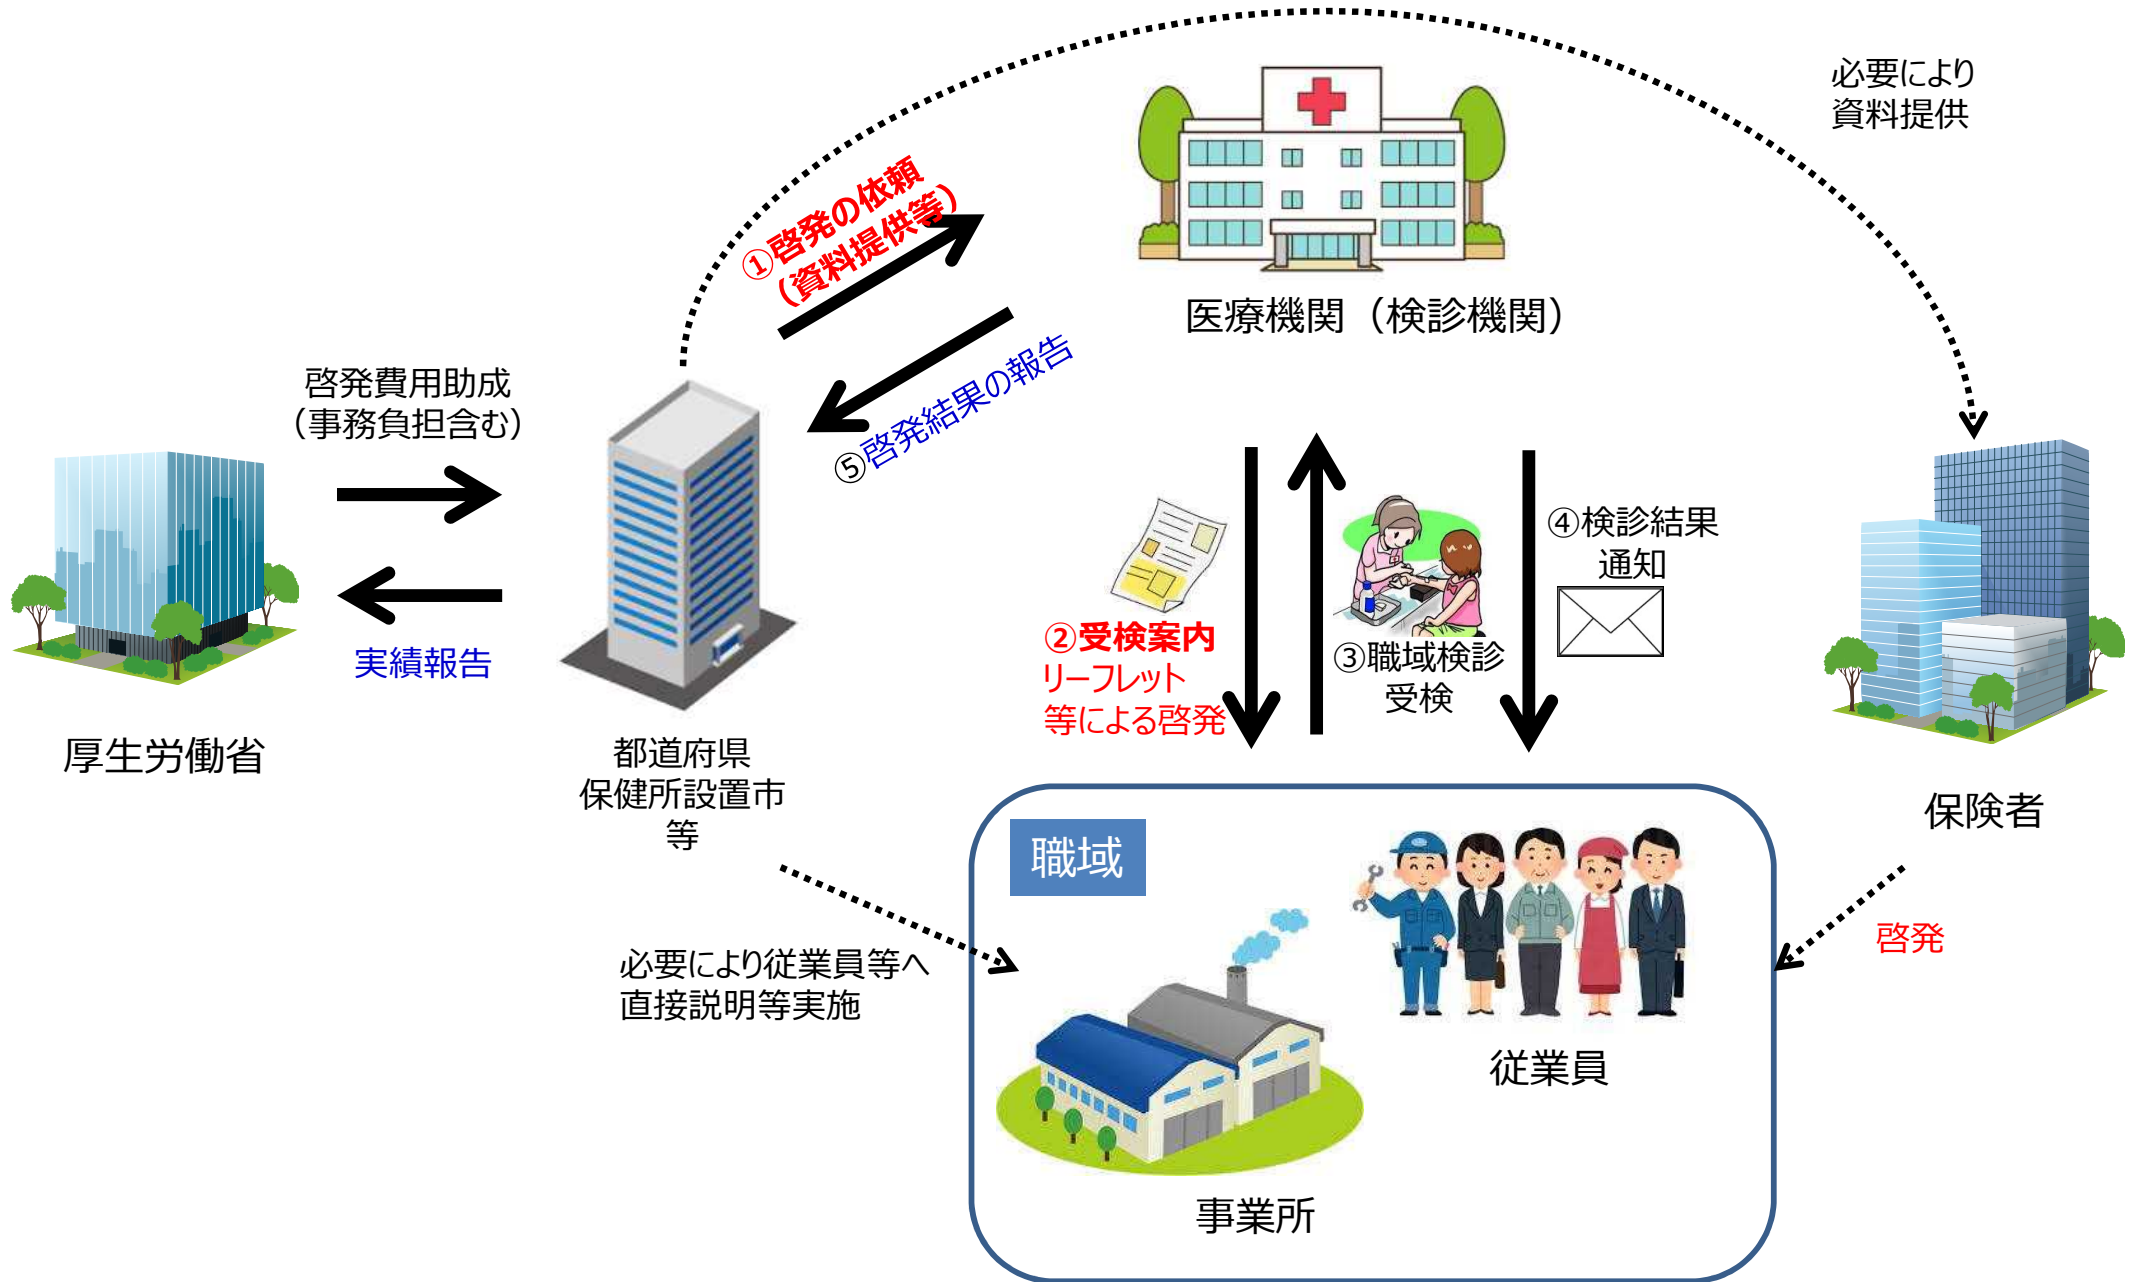 必要により
資料提供
①啓発の依頼
（資料提供等）
医療機関（検診機関）
⑤啓発結果の報告
啓発費用助成
（事務負担含む）
実績報告
厚生労働省
都道府県
保健所設置市
等
②受検案内
リーフレット
等による啓発
③職域検診
受検
④検診結果
通知
保険者
啓発
必要により従業員等へ
直接説明等実施
職域
従業員
事業所